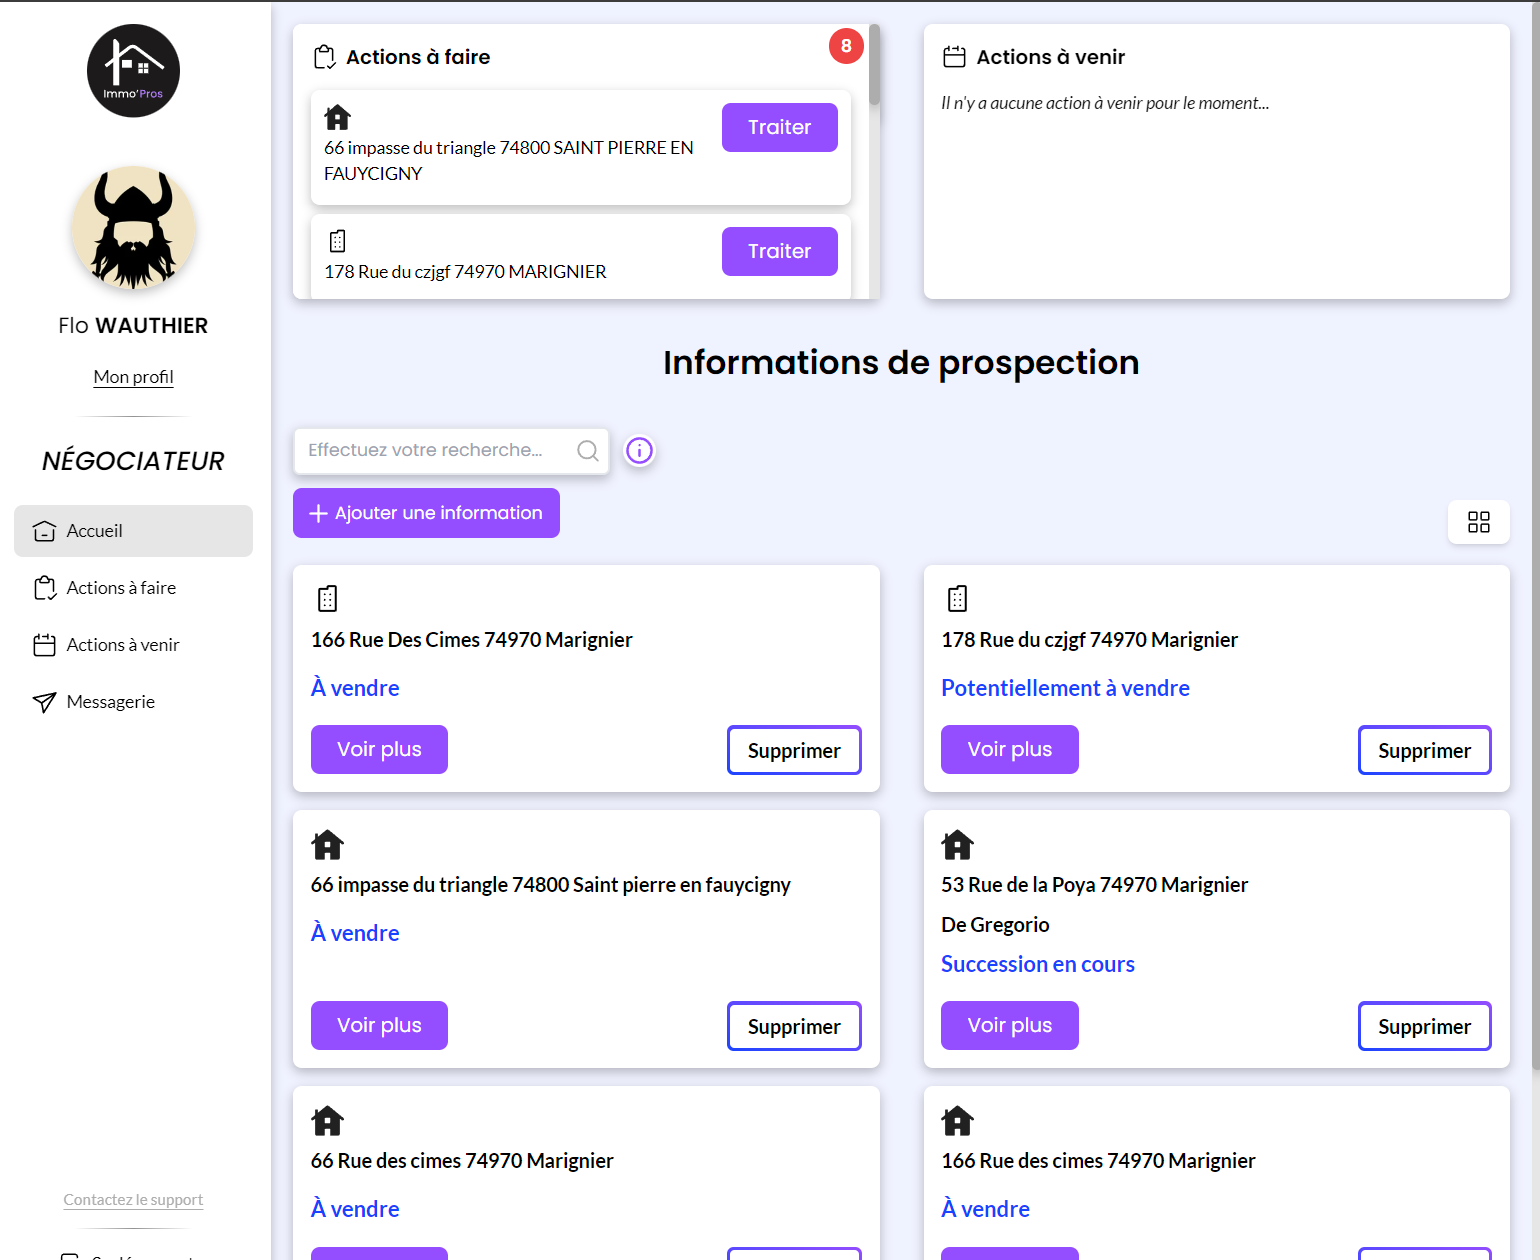 Immo'Pros
Flo WAUTHIER
Mon profil
NÉGOCIATEUR
Accueil
Actions à faire
Actions à venir
Messagerie
Contactez le support
Actions à faire
8
66 impasse du triangle 74800 SAINT PIERRE EN
FAUYCIGNY
Traiter
178 Rue du czjgf 74970 MARIGNIER
Traiter
Actions à venir
Il n'y a aucune action à venir pour le moment...
Informations de prospection
Effectuez votre recherche...
Ajouter une information
166 Rue Des Cimes 74970 Marignier
À vendre
Voir plus
Supprimer
178 Rue du czjgf 74970 Marignier
Potentiellement à vendre
Voir plus
Supprimer
66 impasse du triangle 74800 Saint pierre en fauycigny
À vendre
Voir plus
Supprimer
53 Rue de la Poya 74970 Marignier
De Gregorio
Succession en cours
Voir plus
Supprimer
66 Rue des cimes 74970 Marignier
À vendre
166 Rue des cimes 74970 Marignier
À vendre